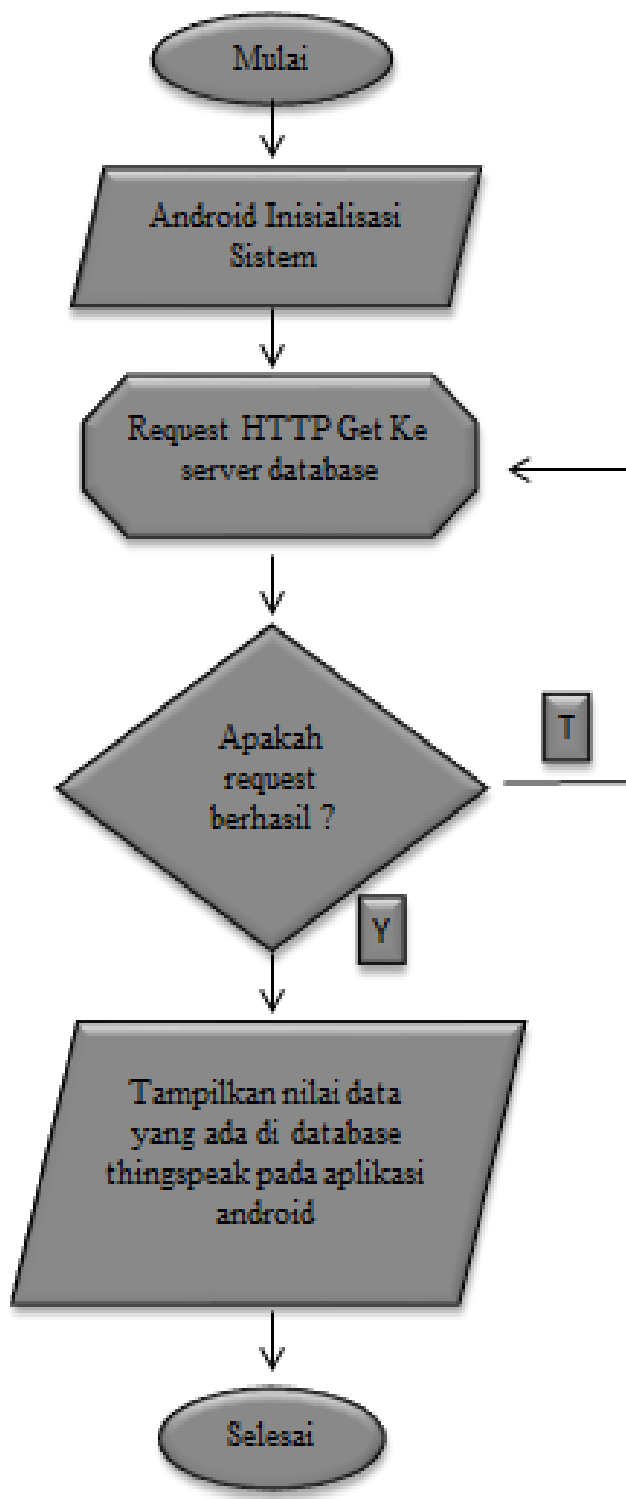 Mulai
Android Inisialisasi
Sistem
Request HTTP Get Ke
server database
Apakah
request
berhasil ?
T
Y
Tampilkan nilai data
yang ada di database
thingspeak pada aplikasi
android
Selesai